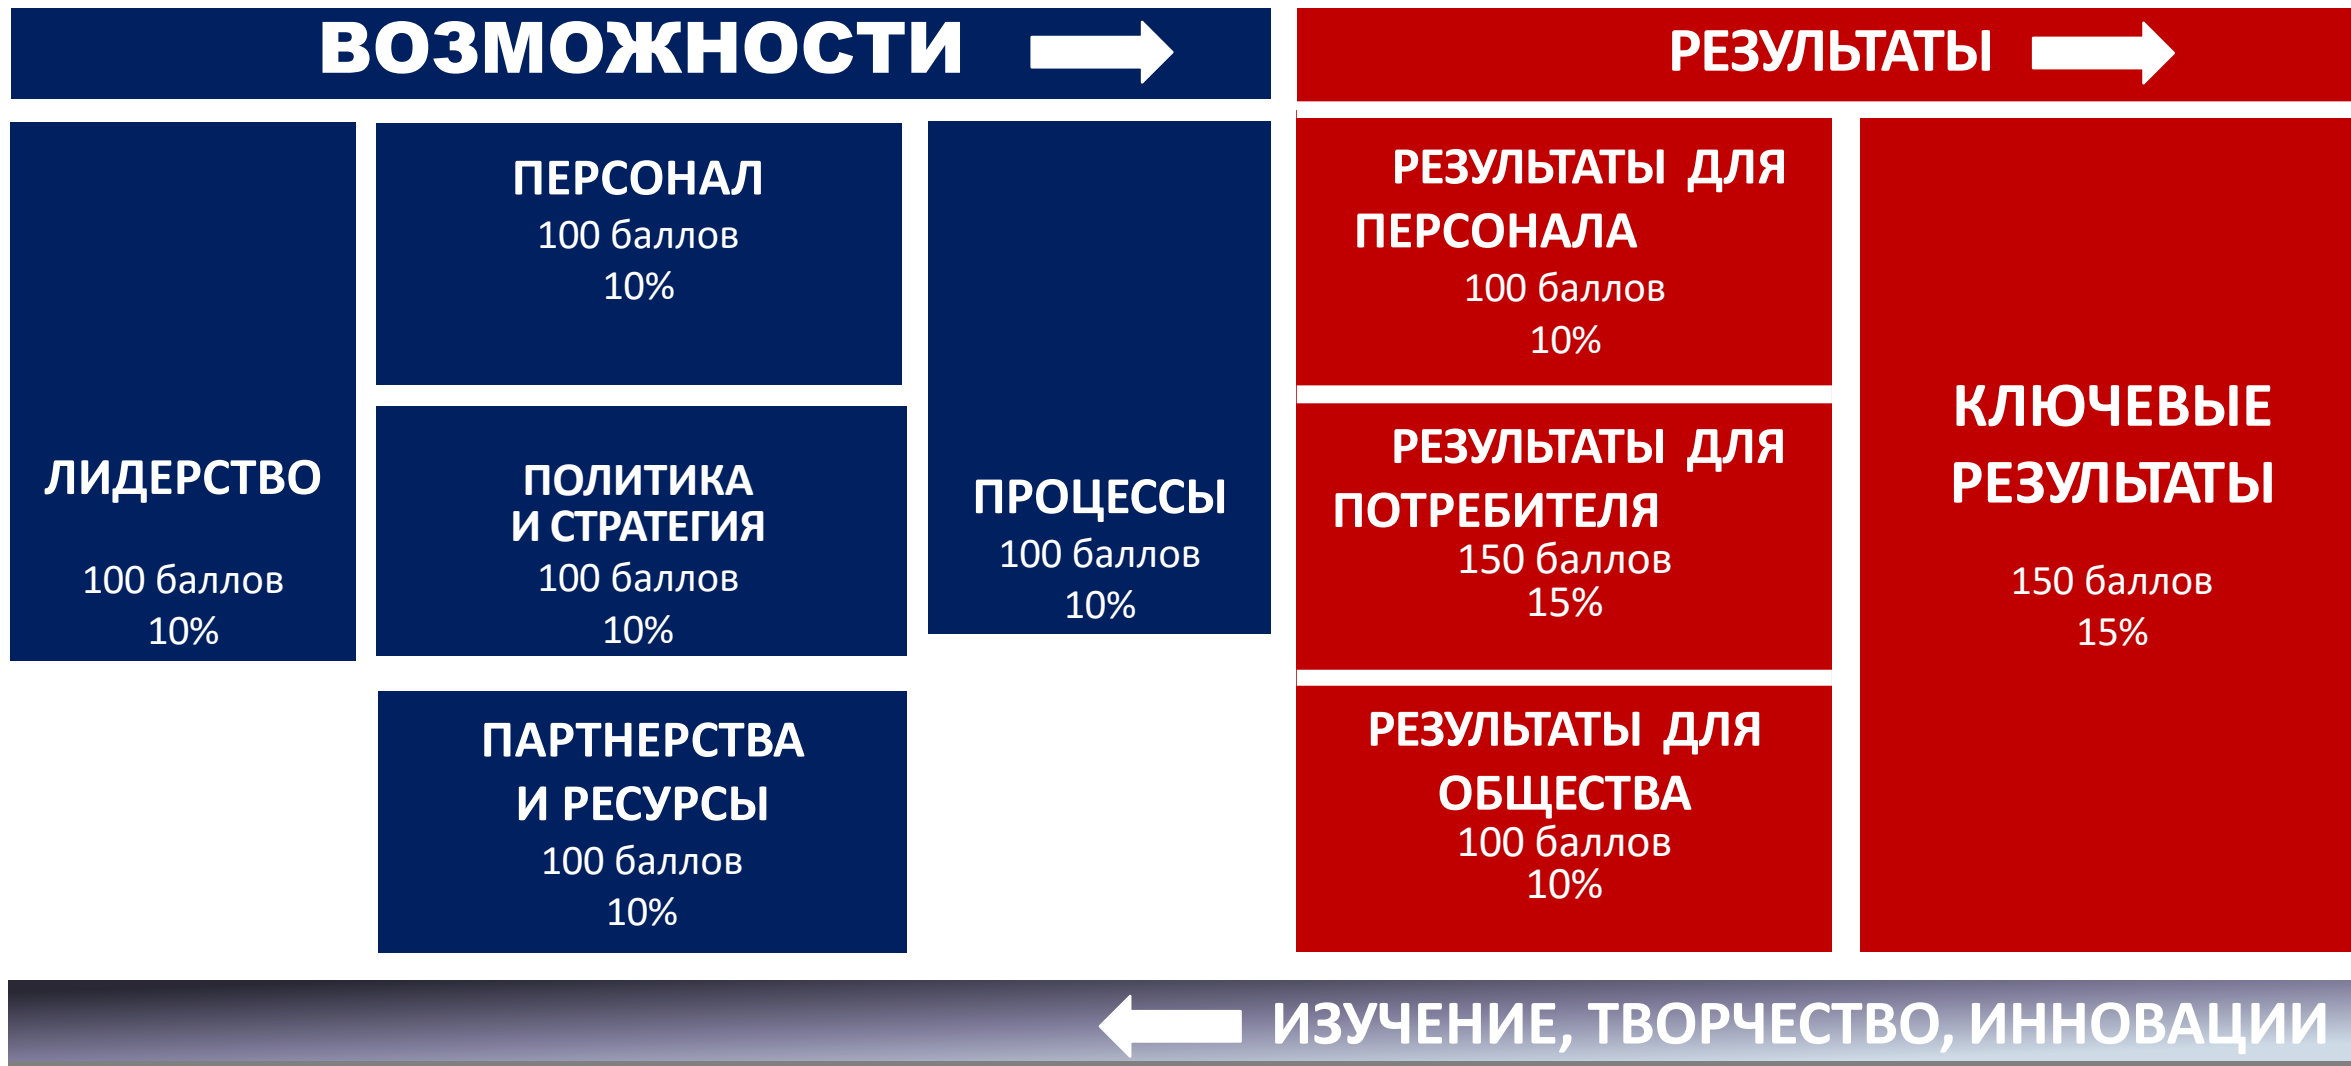 ВОЗМОЖНОСТИ
РЕЗУЛЬТАТЫ
ЛИДЕРСТВО
100 баллов
10%
ПЕРСОНАЛ
100 баллов
10%
ПОЛИТИКА
И СТРАТЕГИЯ
100 баллов
10%
ПАРТНЕРСТВА
И РЕСУРСЫ
100 баллов
10%
ПРОЦЕССЫ
100 баллов
10%
РЕЗУЛЬТАТЫ ДЛЯ
ПЕРСОНАЛА
100 баллов
10%
РЕЗУЛЬТАТЫ ДЛЯ
ПОТРЕБИТЕЛЯ
150 баллов
15%
РЕЗУЛЬТАТЫ ДЛЯ
ОБЩЕСТВА
100 баллов
10%
КЛЮЧЕВЫЕ
РЕЗУЛЬТАТЫ
150 баллов
15%
ИЗУЧЕНИЕ, ТВОРЧЕСТВО, ИННОВАЦИИ